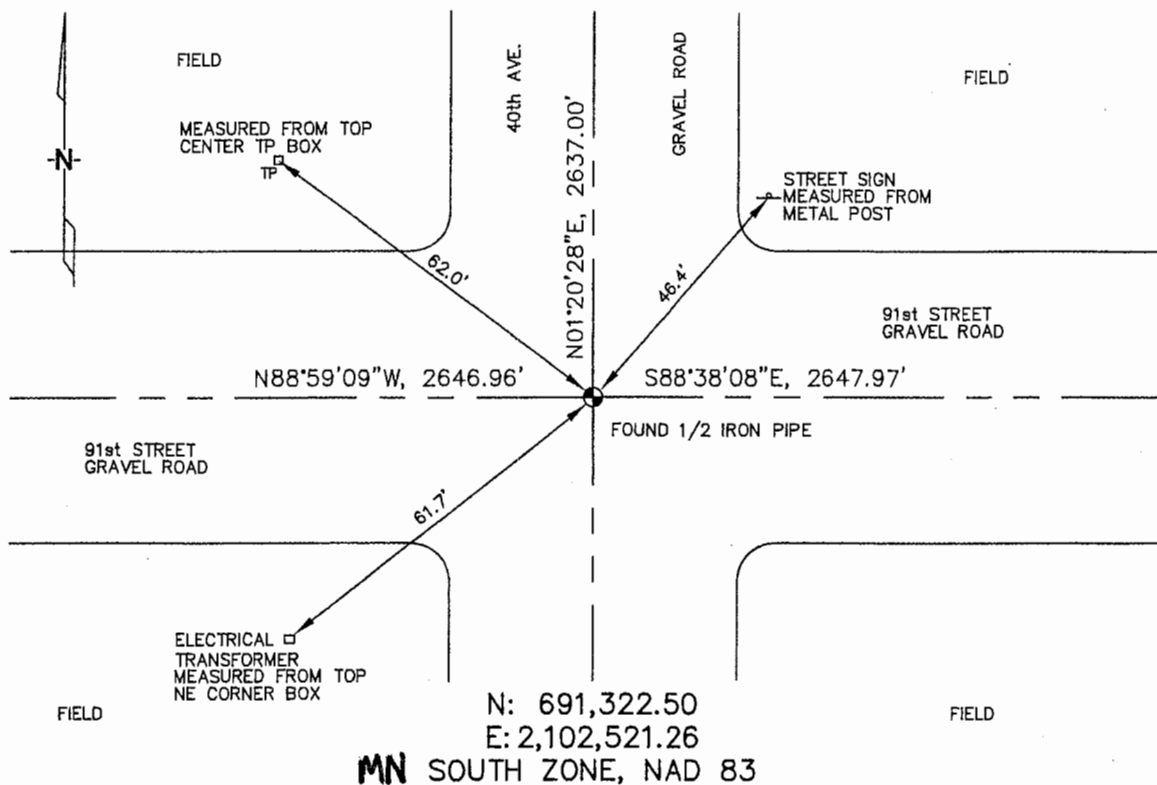 FIELD
40th AVE.
GRAVEL ROAD
FIELD
MEASURED FROM TOP
CENTER TP BOX
TP
N
N01°20'28"E, 2637.00'
STREET SIGN
MEASURED FROM
METAL POST
62.0'
46.4'
91st STREET
GRAVEL ROAD
N88°59'09"W, 2646.96'
S88°38'08"E, 2647.97'
FOUND 1/2 IRON PIPE
91st STREET
GRAVEL ROAD
61.7'
ELECTRICAL
TRANSFORMER
MEASURED FROM TOP
NE CORNER BOX
FIELD
FIELD
N: 691,322.50
E: 2,102,521.26
MN SOUTH ZONE, NAD 83